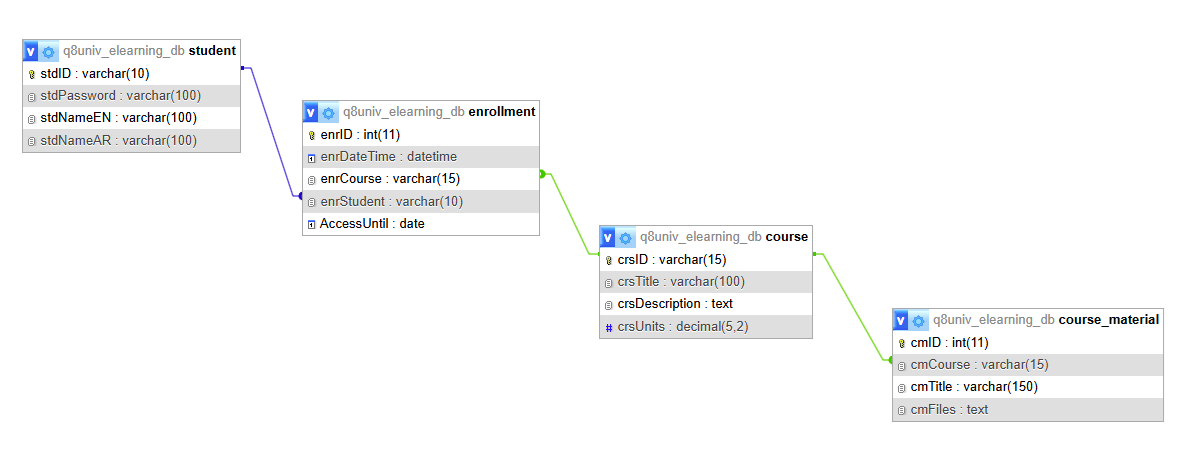 q8univ_elearning_db student
stdID : varchar(10)
stdPassword : varchar(100)
stdNameEN : varchar(100)
stdNameAR : varchar(100)
q8univ_elearning_db enrollment
enrID : int(11)
enrDateTime : datetime
enrCourse : varchar(15)
enrStudent : varchar(10)
AccessUntil : date
q8univ_elearning_db course
crsID : varchar(15)
crsTitle : varchar(100)
crsDescription : text
# crsUnits : decimal(5,2)
q8univ_elearning_db course_material
cmID : int(11)
cmCourse : varchar(15)
cmTitle : varchar(150)
cmFiles : text